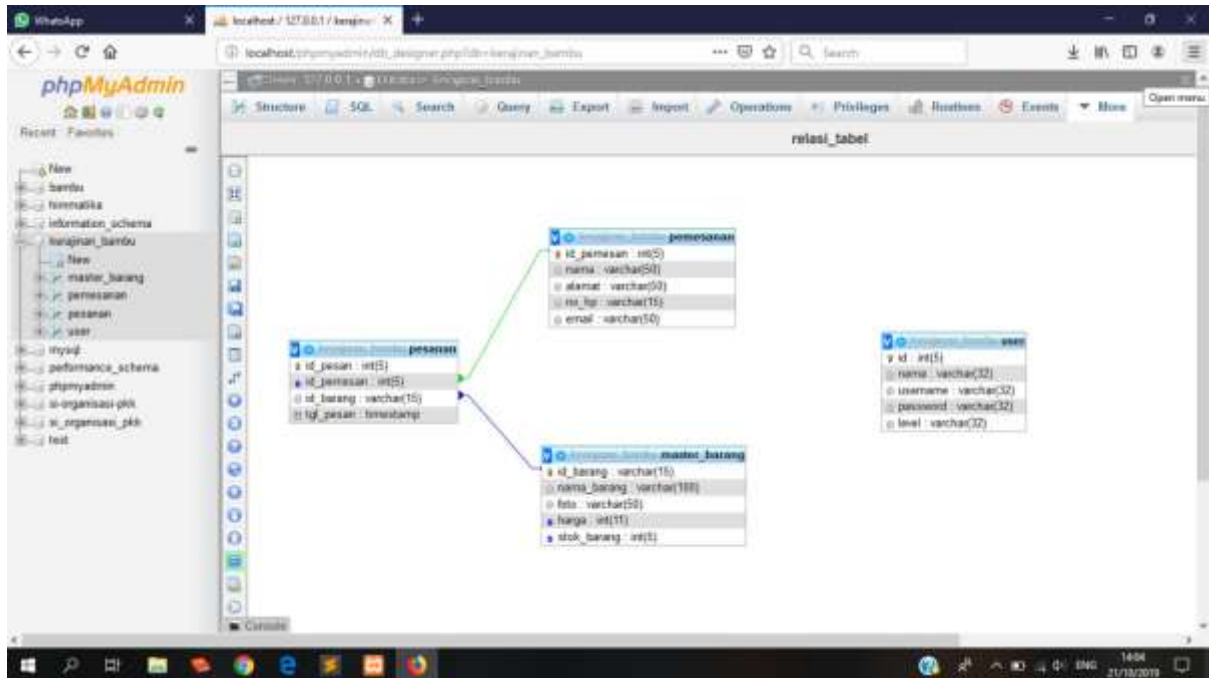 WhatsApp
localhost / 127.0.0.1 /
localhost/phpmyadmin/db_designer.php?db=kerajinan_bambu
Search
phpMyAdmin
Recent Favorites
New
bambu
himmatika
information_schema
kerajinan_bambu
New
master_barang
pemesanan
pesanan
user
mysql
performance_schema
phpmyadmin
si-organisasi-pkk
si_organisasi_pkk
test
Structure SQL Search Query Export Import Operations Privileges Routines Events More
Open menu
relasi_tabel
kerajinan_bambu pemesanan
id_pemesan : int(5)
nama : varchar(50)
alamat : varchar(50)
no_hp : varchar(15)
email : varchar(50)
kerajinan_bambu pesanan
id_pesan : int(5)
id_pemesan : int(5)
id_barang : varchar(15)
tgl_pesan : timestamp
kerajinan_bambu user
id : int(5)
nama : varchar(32)
username : varchar(32)
password : varchar(32)
level : varchar(32)
kerajinan_bambu master_barang
id_barang : varchar(15)
nama_barang : varchar(100)
foto : varchar(50)
harga : int(11)
stok_barang : int(5)
Console
ENG
14:04
21/10/2019